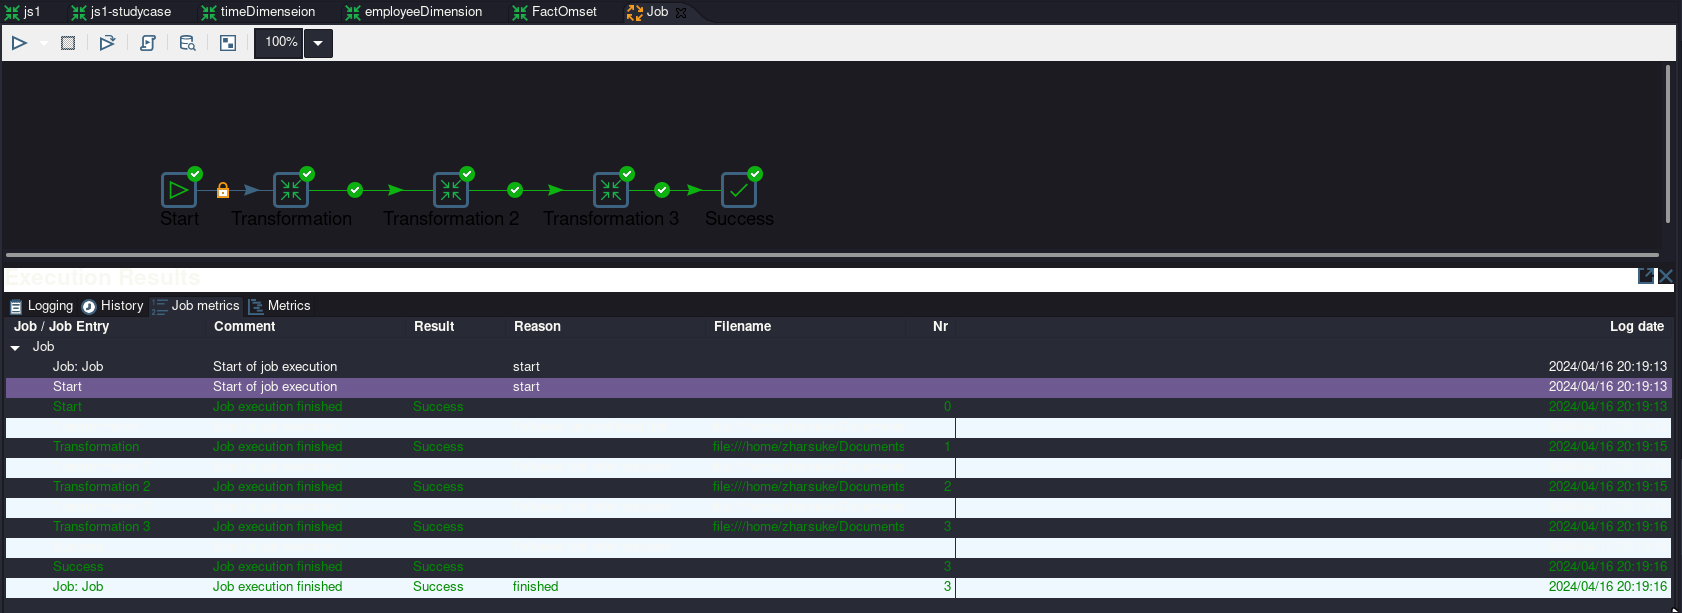 js1 js1-studycase timeDimenseion employeeDimension FactOmset Job
100%
Start Transformation Transformation 2 Transformation 3 Success
Execution Results
Logging History Job metrics Metrics
Job / Job Entry Comment Result Reason Filename Nr Log date
Job
Job: Job Start of job execution start 2024/04/16 20:19:13
Start Start of job execution start 2024/04/16 20:19:13
Start Job execution finished Success 0 2024/04/16 20:19:13
Transformation Job execution finished Success file:///home/zharsuke/Documents 1 2024/04/16 20:19:15
Transformation 2 Job execution finished Success file:///home/zharsuke/Documents 2 2024/04/16 20:19:15
Transformation 3 Job execution finished Success file:///home/zharsuke/Documents 3 2024/04/16 20:19:16
Success Job execution finished Success 3 2024/04/16 20:19:16
Job: Job Job execution finished Success finished 3 2024/04/16 20:19:16